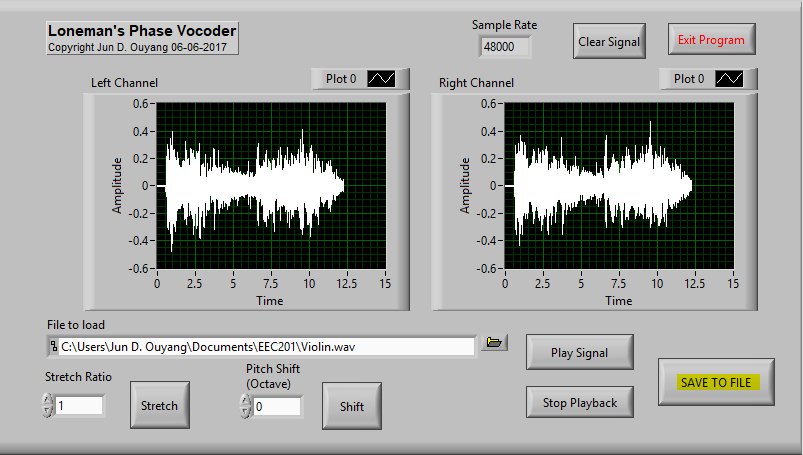 Loneman's Phase Vocoder
Copyright Jun D. Ouyang 06-06-2017
Sample Rate
48000
Clear Signal
Exit Program
Left Channel
Plot 0
Amplitude
0.6
0.4
0.2
0
-0.2
-0.4
-0.6
0
2.5
5
7.5
10
12.5
15
Time
Right Channel
Plot 0
Amplitude
0.6
0.4
0.2
0
-0.2
-0.4
-0.6
0
2.5
5
7.5
10
12.5
15
Time
File to load
C:\Users\Jun D. Ouyang\Documents\EEC201\Violin.wav
Play Signal
Stop Playback
SAVE TO FILE
Stretch Ratio
1
Stretch
Pitch Shift
(Octave)
0
Shift